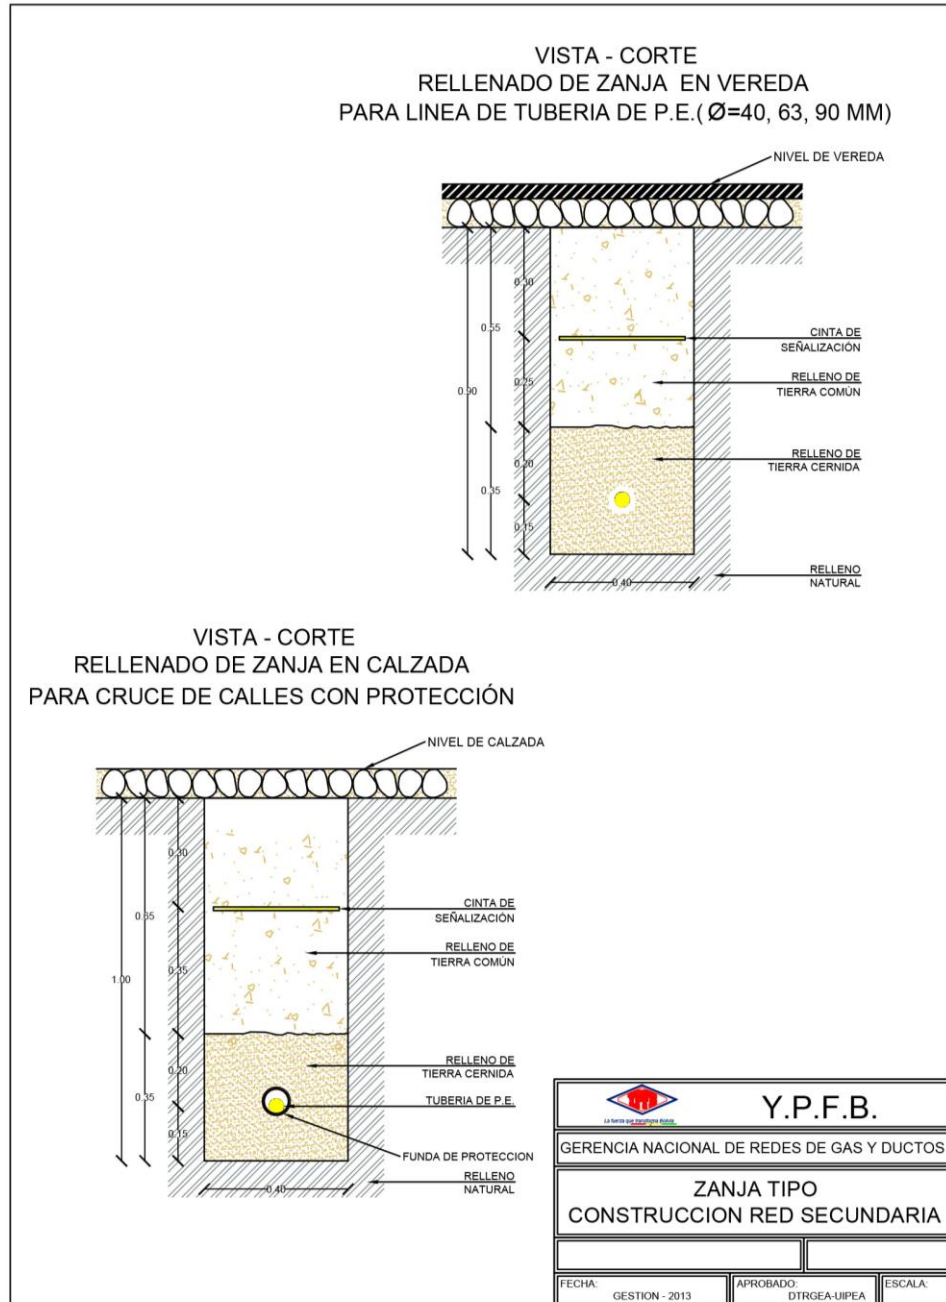 VISTA - CORTE
RELLENADO DE ZANJA EN VEREDA
PARA LINEA DE TUBERIA DE P.E.( Ø=40, 63, 90 MM)
NIVEL DE VEREDA
0.30
0.55
CINTA DE
SEÑALIZACIÓN
0.90
0.25
RELLENO DE
TIERRA COMÚN
0.20
RELLENO DE
TIERRA CERNIDA
0.35
0.15
0.40
RELLENO
NATURAL
VISTA - CORTE
RELLENADO DE ZANJA EN CALZADA
PARA CRUCE DE CALLES CON PROTECCIÓN
NIVEL DE CALZADA
0.30
0.65
CINTA DE
SEÑALIZACIÓN
0.35
RELLENO DE
TIERRA COMÚN
1.00
0.20
RELLENO DE
TIERRA CERNIDA
0.35
TUBERIA DE P.E.
0.15
FUNDA DE PROTECCION
0.40
RELLENO
NATURAL
La fuerza que transforma Bolivia
Y.P.F.B.
GERENCIA NACIONAL DE REDES DE GAS Y DUCTOS
ZANJA TIPO
CONSTRUCCION RED SECUNDARIA
FECHA:
GESTION - 2013
APROBADO:
DTRGEA-UIPEA
ESCALA: